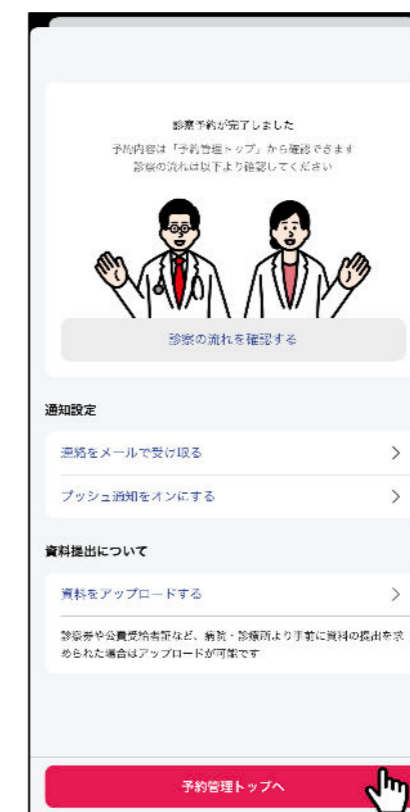 診察予約が完了しました
予約内容は「予約管理トップ」から確認できます
診察の流れは以下より確認してください
診察の流れを確認する
通知設定
連絡をメールで受け取る
プッシュ通知をオンにする
資料提出について
資料をアップロードする
診察券や公費受給者証など、病院・診療所より事前に資料の提出を求
められた場合はアップロードが可能です
予約管理トップへ